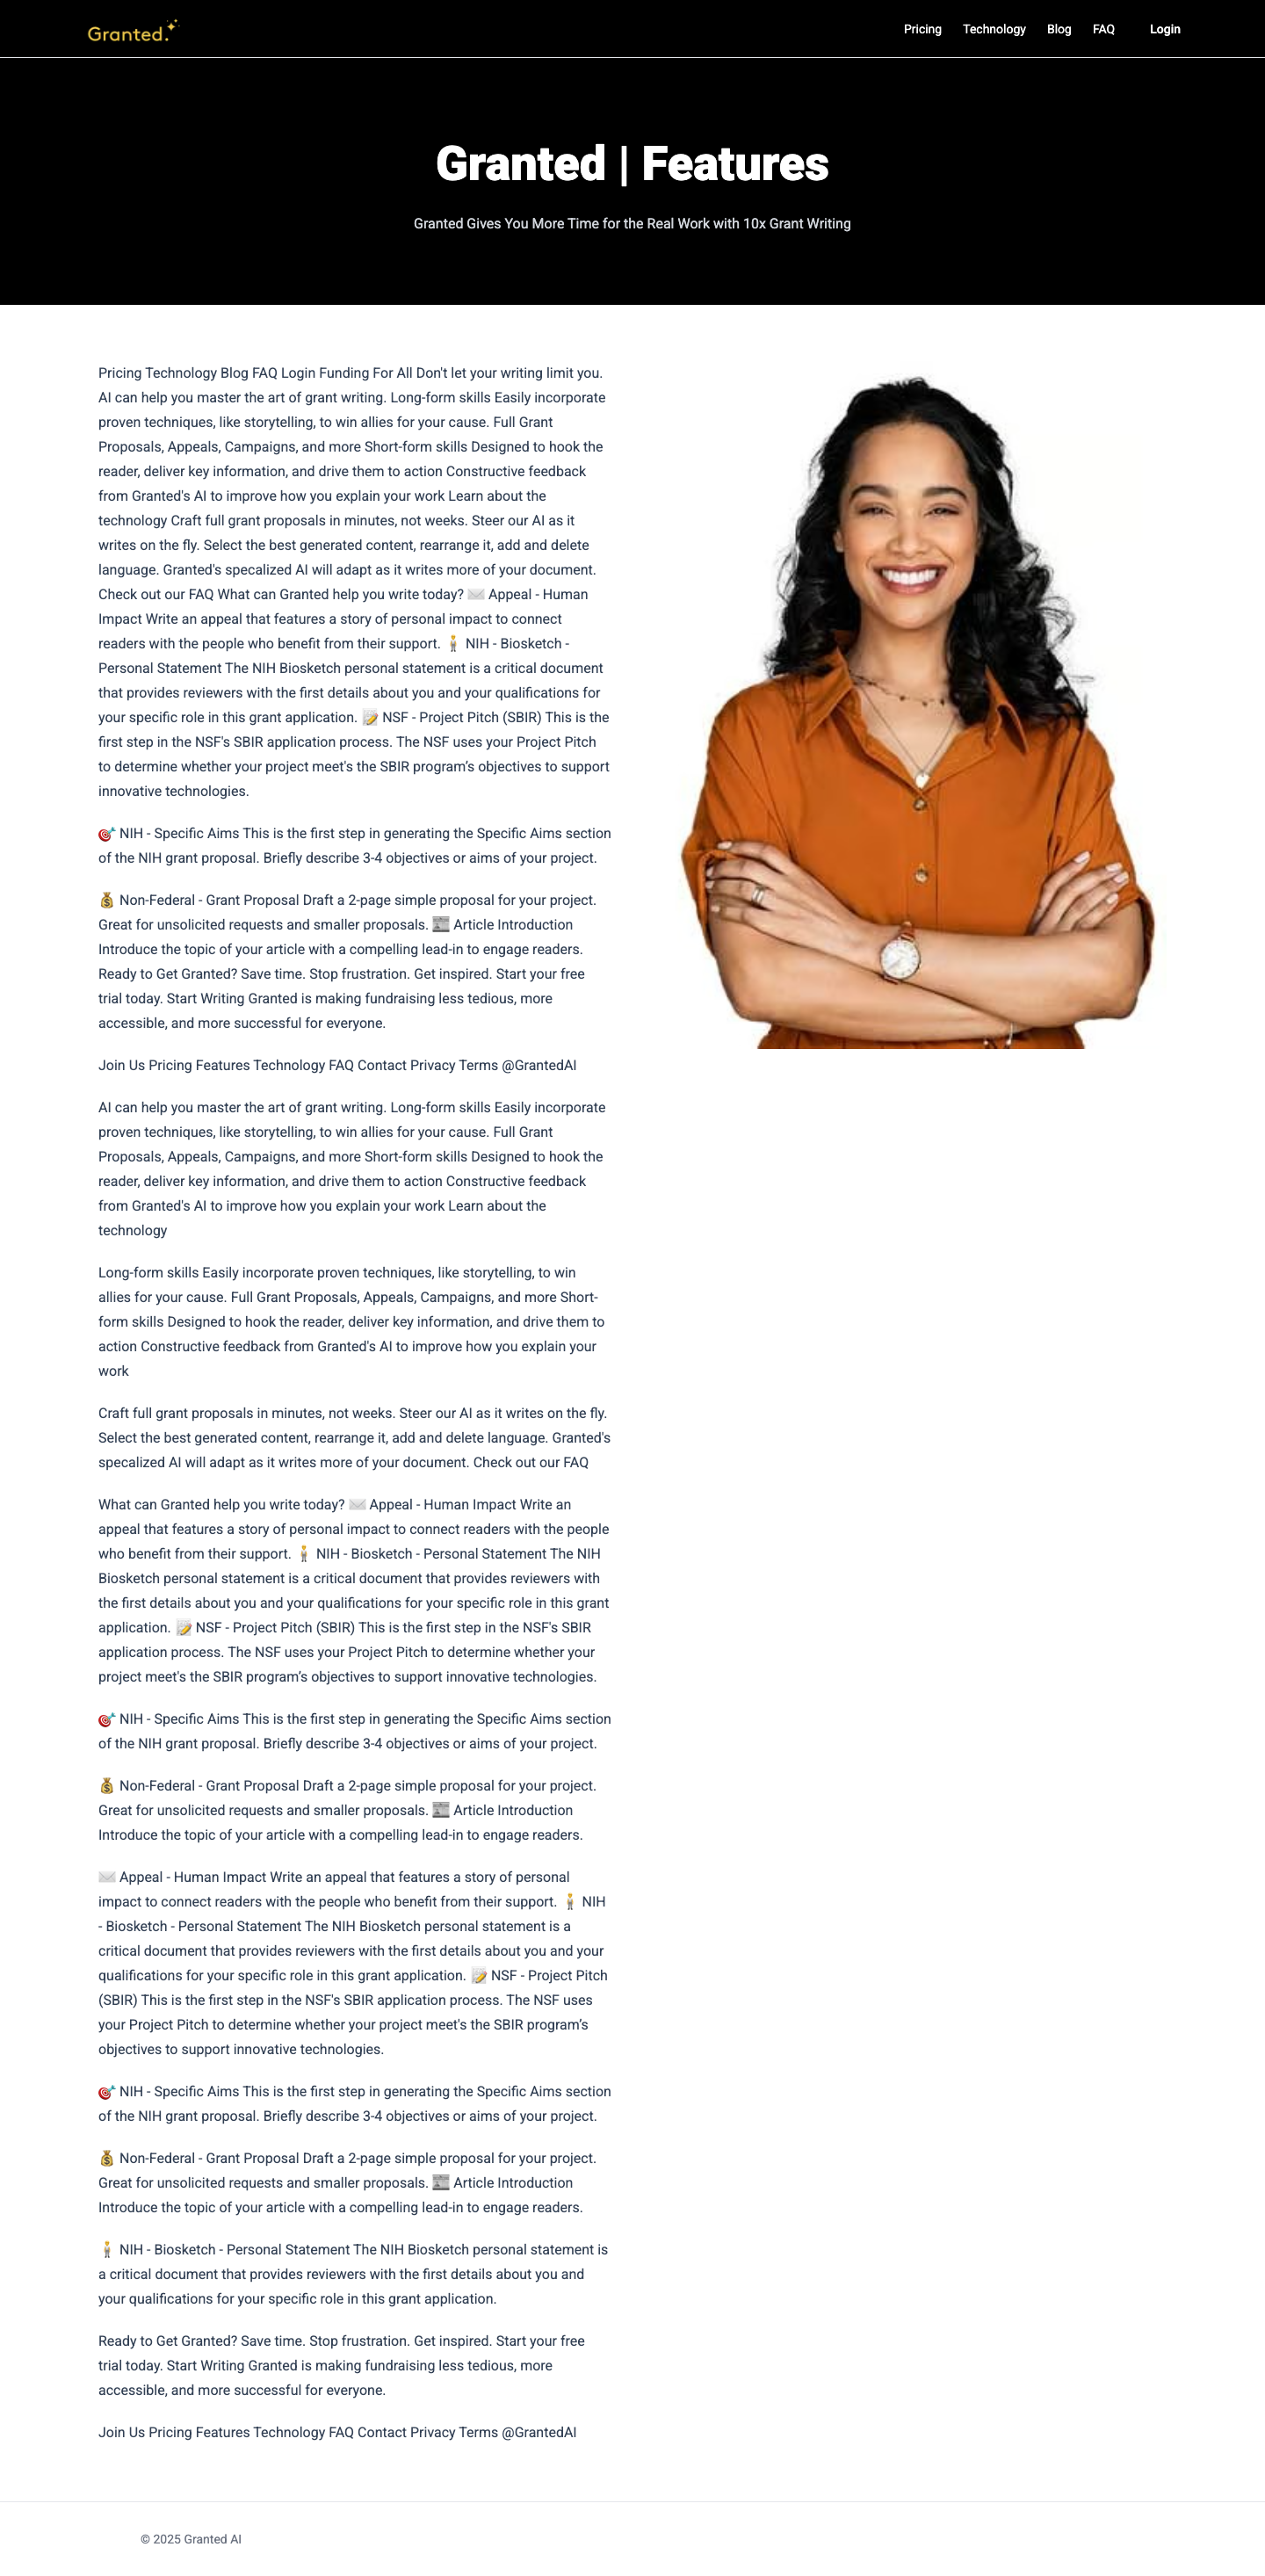 Granted.
Pricing Technology Blog FAQ Login
Granted | Features
Granted Gives You More Time for the Real Work with 10x Grant Writing
Pricing Technology Blog FAQ Login Funding For All Don't let your writing limit you.
AI can help you master the art of grant writing. Long-form skills Easily incorporate
proven techniques, like storytelling, to win allies for your cause. Full Grant
Proposals, Appeals, Campaigns, and more Short-form skills Designed to hook the
reader, deliver key information, and drive them to action Constructive feedback
from Granted's AI to improve how you explain your work Learn about the
technology Craft full grant proposals in minutes, not weeks. Steer our AI as it
writes on the fly. Select the best generated content, rearrange it, add and delete
language. Granted's specalized AI will adapt as it writes more of your document.
Check out our FAQ What can Granted help you write today? ✉️ Appeal - Human
Impact Write an appeal that features a story of personal impact to connect
readers with the people who benefit from their support. 🧍 NIH - Biosketch -
Personal Statement The NIH Biosketch personal statement is a critical document
that provides reviewers with the first details about you and your qualifications for
your specific role in this grant application. 📝 NSF - Project Pitch (SBIR) This is the
first step in the NSF's SBIR application process. The NSF uses your Project Pitch
to determine whether your project meet's the SBIR program’s objectives to support
innovative technologies.
🎯 NIH - Specific Aims This is the first step in generating the Specific Aims section
of the NIH grant proposal. Briefly describe 3-4 objectives or aims of your project.
💰 Non-Federal - Grant Proposal Draft a 2-page simple proposal for your project.
Great for unsolicited requests and smaller proposals. 📰 Article Introduction
Introduce the topic of your article with a compelling lead-in to engage readers.
Ready to Get Granted? Save time. Stop frustration. Get inspired. Start your free
trial today. Start Writing Granted is making fundraising less tedious, more
accessible, and more successful for everyone.
Join Us Pricing Features Technology FAQ Contact Privacy Terms @GrantedAI
AI can help you master the art of grant writing. Long-form skills Easily incorporate
proven techniques, like storytelling, to win allies for your cause. Full Grant
Proposals, Appeals, Campaigns, and more Short-form skills Designed to hook the
reader, deliver key information, and drive them to action Constructive feedback
from Granted's AI to improve how you explain your work Learn about the
technology
Long-form skills Easily incorporate proven techniques, like storytelling, to win
allies for your cause. Full Grant Proposals, Appeals, Campaigns, and more Short-
form skills Designed to hook the reader, deliver key information, and drive them to
action Constructive feedback from Granted's AI to improve how you explain your
work
Craft full grant proposals in minutes, not weeks. Steer our AI as it writes on the fly.
Select the best generated content, rearrange it, add and delete language. Granted's
specalized AI will adapt as it writes more of your document. Check out our FAQ
What can Granted help you write today? ✉️ Appeal - Human Impact Write an
appeal that features a story of personal impact to connect readers with the people
who benefit from their support. 🧍 NIH - Biosketch - Personal Statement The NIH
Biosketch personal statement is a critical document that provides reviewers with
the first details about you and your qualifications for your specific role in this grant
application. 📝 NSF - Project Pitch (SBIR) This is the first step in the NSF's SBIR
application process. The NSF uses your Project Pitch to determine whether your
project meet's the SBIR program’s objectives to support innovative technologies.
🎯 NIH - Specific Aims This is the first step in generating the Specific Aims section
of the NIH grant proposal. Briefly describe 3-4 objectives or aims of your project.
💰 Non-Federal - Grant Proposal Draft a 2-page simple proposal for your project.
Great for unsolicited requests and smaller proposals. 📰 Article Introduction
Introduce the topic of your article with a compelling lead-in to engage readers.
✉️ Appeal - Human Impact Write an appeal that features a story of personal
impact to connect readers with the people who benefit from their support. 🧍 NIH
- Biosketch - Personal Statement The NIH Biosketch personal statement is a
critical document that provides reviewers with the first details about you and your
qualifications for your specific role in this grant application. 📝 NSF - Project Pitch
(SBIR) This is the first step in the NSF's SBIR application process. The NSF uses
your Project Pitch to determine whether your project meet's the SBIR program’s
objectives to support innovative technologies.
🎯 NIH - Specific Aims This is the first step in generating the Specific Aims section
of the NIH grant proposal. Briefly describe 3-4 objectives or aims of your project.
💰 Non-Federal - Grant Proposal Draft a 2-page simple proposal for your project.
Great for unsolicited requests and smaller proposals. 📰 Article Introduction
Introduce the topic of your article with a compelling lead-in to engage readers.
🧍 NIH - Biosketch - Personal Statement The NIH Biosketch personal statement is
a critical document that provides reviewers with the first details about you and
your qualifications for your specific role in this grant application.
Ready to Get Granted? Save time. Stop frustration. Get inspired. Start your free
trial today. Start Writing Granted is making fundraising less tedious, more
accessible, and more successful for everyone.
Join Us Pricing Features Technology FAQ Contact Privacy Terms @GrantedAI
© 2025 Granted AI